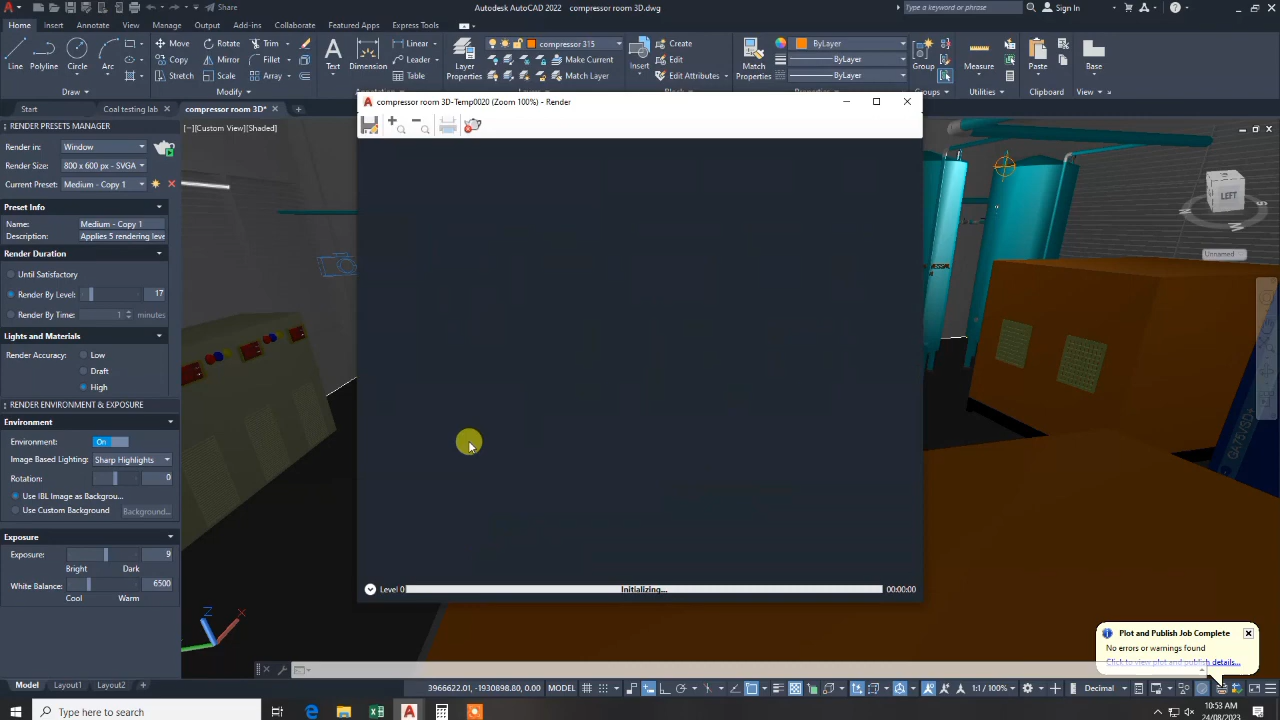 Share
Autodesk AutoCAD 2022 compressor room 3D.dwg
Type a keyword or phrase
Sign In
Home Insert Annotate View Manage Output Add-ins Collaborate Featured Apps Express Tools
Line Polyline Circle Arc
Move Rotate Trim
Copy Mirror Fillet
Stretch Scale Array
Text Dimension
Linear
Leader
Table
Layer Properties
compressor 315
Make Current
Match Layer
Insert
Create
Edit
Edit Attributes
Match Properties
ByLayer
ByLayer
ByLayer
Group
Measure
Paste
Base
Draw Modify Groups Utilities Clipboard View
Start Coal testing lab compressor room 3D*
RENDER PRESETS MANAGER
[−][Custom View][Shaded]
Render in: Window
Render Size: 800 x 600 px - SVGA
Current Preset: Medium - Copy 1
Preset Info
Name: Medium - Copy 1
Description: Applies 5 rendering leve
Render Duration
Until Satisfactory
Render By Level: 17
Render By Time: 1 minutes
Lights and Materials
Render Accuracy: Low
Draft
High
RENDER ENVIRONMENT & EXPOSURE
Environment
Environment: On
Image Based Lighting: Sharp Highlights
Rotation: 0
Use IBL Image as Backgrou...
Use Custom Background Background...
Exposure
Exposure: 9
Bright Dark
White Balance: 6500
Cool Warm
compressor room 3D-Temp0020 (Zoom 100%) - Render
Level 0 Initializing... 00:00:00
LEFT
Unnamed
GA75VSD+
Z
X
Plot and Publish Job Complete
No errors or warnings found
Click to view plot and publish details...
Model Layout1 Layout2
3966622.01, -1930898.80, 0.00 MODEL
1:1 / 100%
Decimal
Type here to search
10:53 AM
24/08/2023